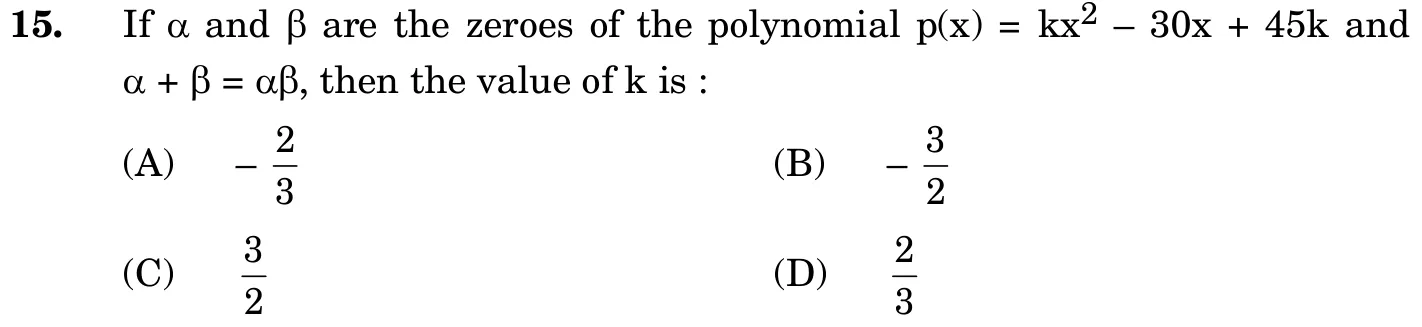 15. If α and β are the zeroes of the polynomial p(x) = kx² – 30x + 45k and
α + β = αβ, then the value of k is :
(A) – 2/3 (B) – 3/2
(C) 3/2 (D) 2/3